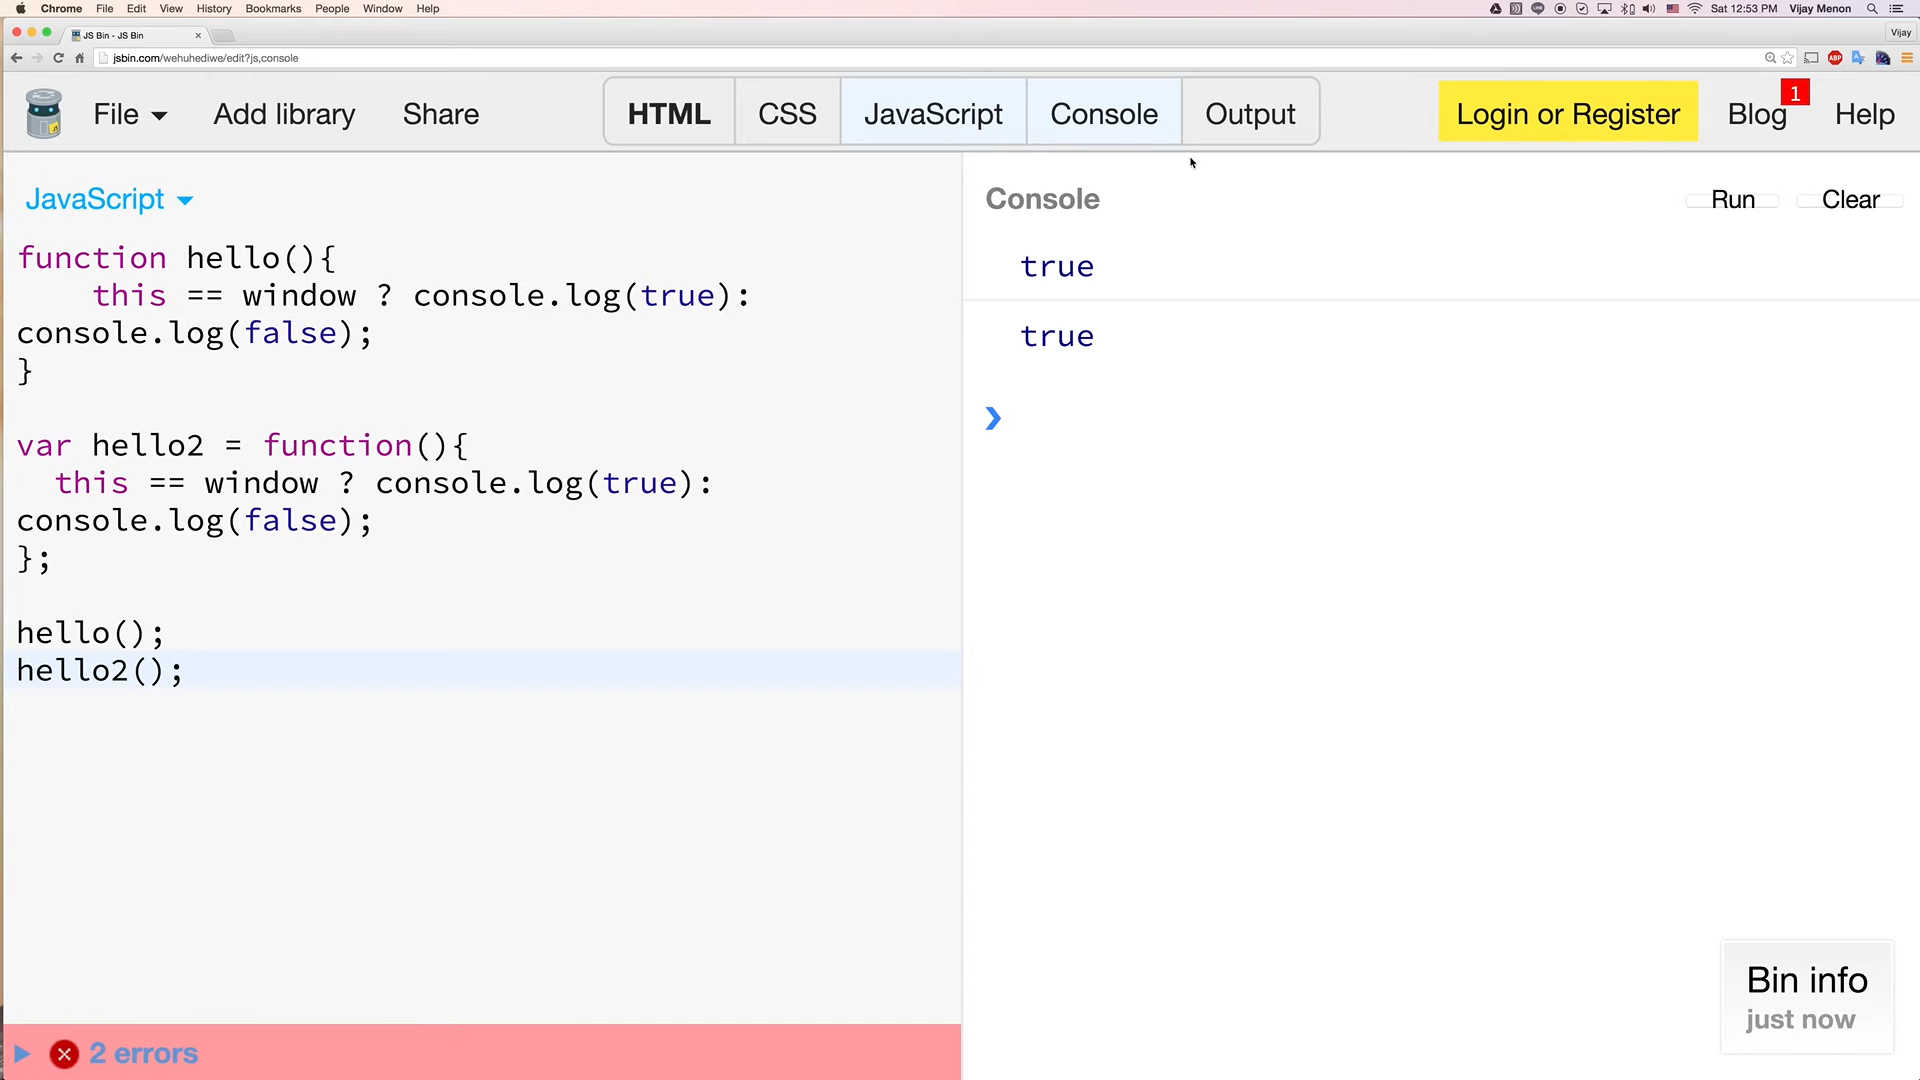 Chrome File Edit View History Bookmarks People Window Help Sat 12:53 PM Vijay Menon
JS Bin - JS Bin Vijay
jsbin.com/wehuhediwe/edit?js,console ABP
File Add library Share HTML CSS JavaScript Console Output Login or Register Blog 1 Help
JavaScript
function hello(){
    this == window ? console.log(true):
console.log(false);
}
var hello2 = function(){
  this == window ? console.log(true):
console.log(false);
};
hello();
hello2();
2 errors
Console Run Clear
true
true
Bin info
just now